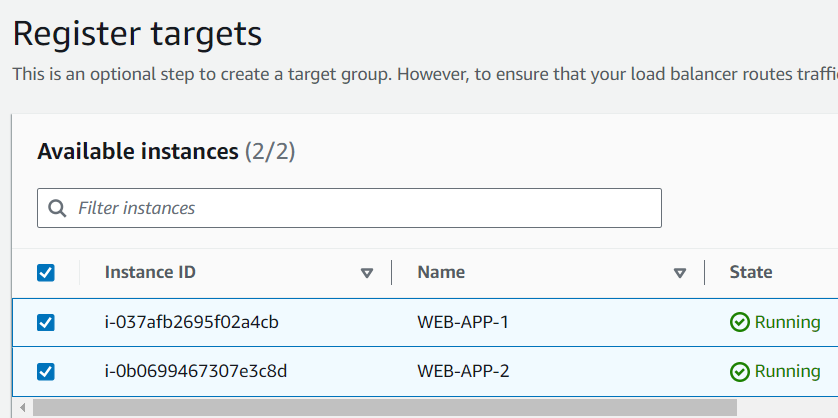 Register targets
This is an optional step to create a target group. However, to ensure that your load balancer routes traffi
Available instances (2/2)
Filter instances
Instance ID Name State
i-037afb2695f02a4cb WEB-APP-1 Running
i-0b0699467307e3c8d WEB-APP-2 Running